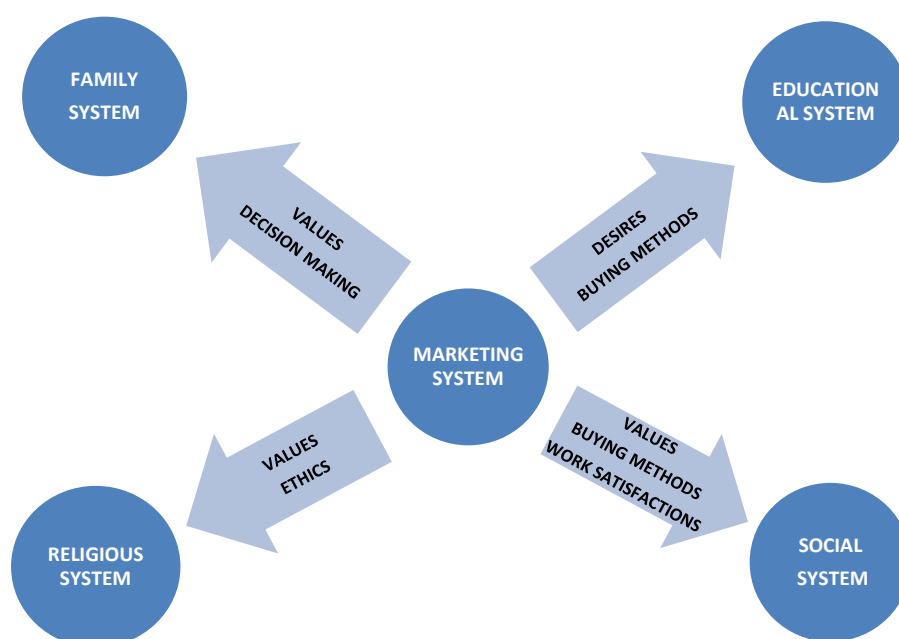 FAMILY
SYSTEM
EDUCATION
AL SYSTEM
VALUES
DECISION MAKING
DESIRES
BUYING METHODS
MARKETING
SYSTEM
VALUES
ETHICS
VALUES
BUYING METHODS
WORK SATISFACTIONS
RELIGIOUS
SYSTEM
SOCIAL
SYSTEM